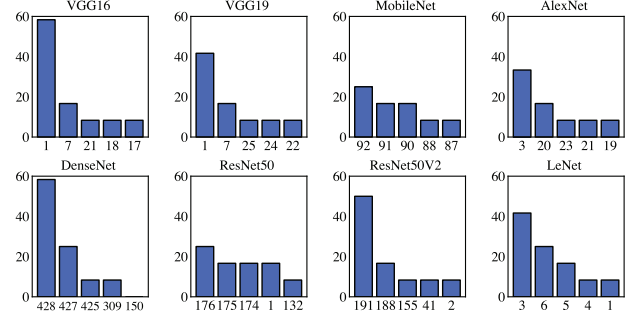 VGG16 VGG19 MobileNet AlexNet
60 60 60 60
40 40 40 40
20 20 20 20
0 0 0 0
1 7 21 18 17 1 7 25 24 22 92 91 90 88 87 3 20 23 21 19
DenseNet ResNet50 ResNet50V2 LeNet
60 60 60 60
40 40 40 40
20 20 20 20
0 0 0 0
428 427 425 309 150 176 175 174 1 132 191 188 155 41 2 3 6 5 4 1